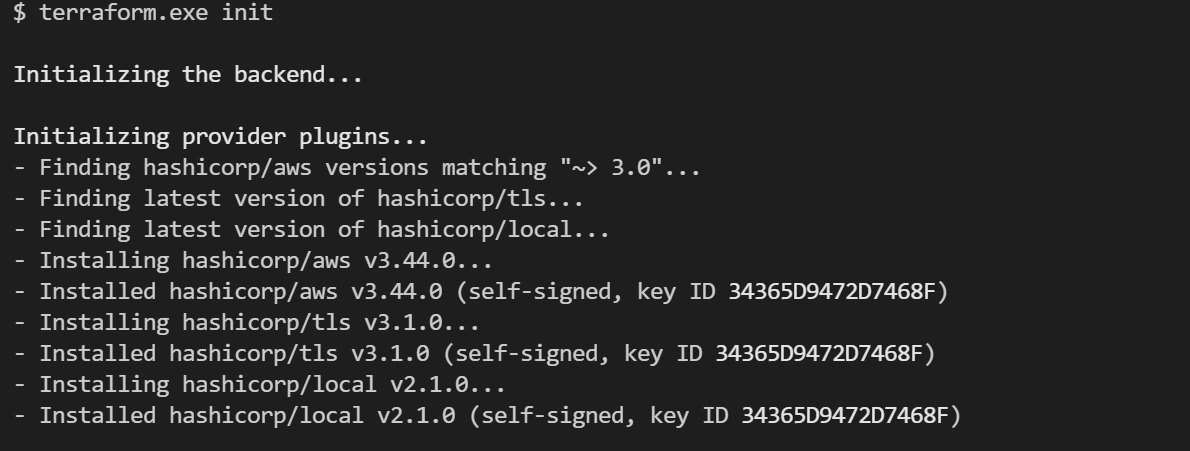 $ terraform.exe init
Initializing the backend...
Initializing provider plugins...
- Finding hashicorp/aws versions matching "~> 3.0"...
- Finding latest version of hashicorp/tls...
- Finding latest version of hashicorp/local...
- Installing hashicorp/aws v3.44.0...
- Installed hashicorp/aws v3.44.0 (self-signed, key ID 34365D9472D7468F)
- Installing hashicorp/tls v3.1.0...
- Installed hashicorp/tls v3.1.0 (self-signed, key ID 34365D9472D7468F)
- Installing hashicorp/local v2.1.0...
- Installed hashicorp/local v2.1.0 (self-signed, key ID 34365D9472D7468F)